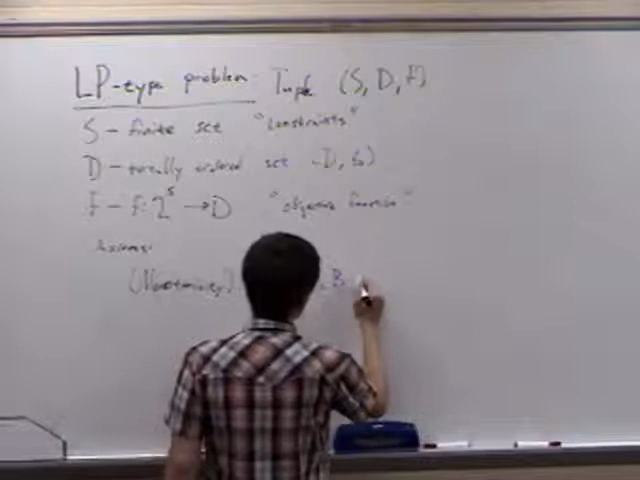 LP-type problem: Tuple (S, D, f)
S - finite set "constraints"
D - totally ordered set (D, ≤)
f - f: 2^S → D "objective function"
Axioms:
(Monotonicity): , B